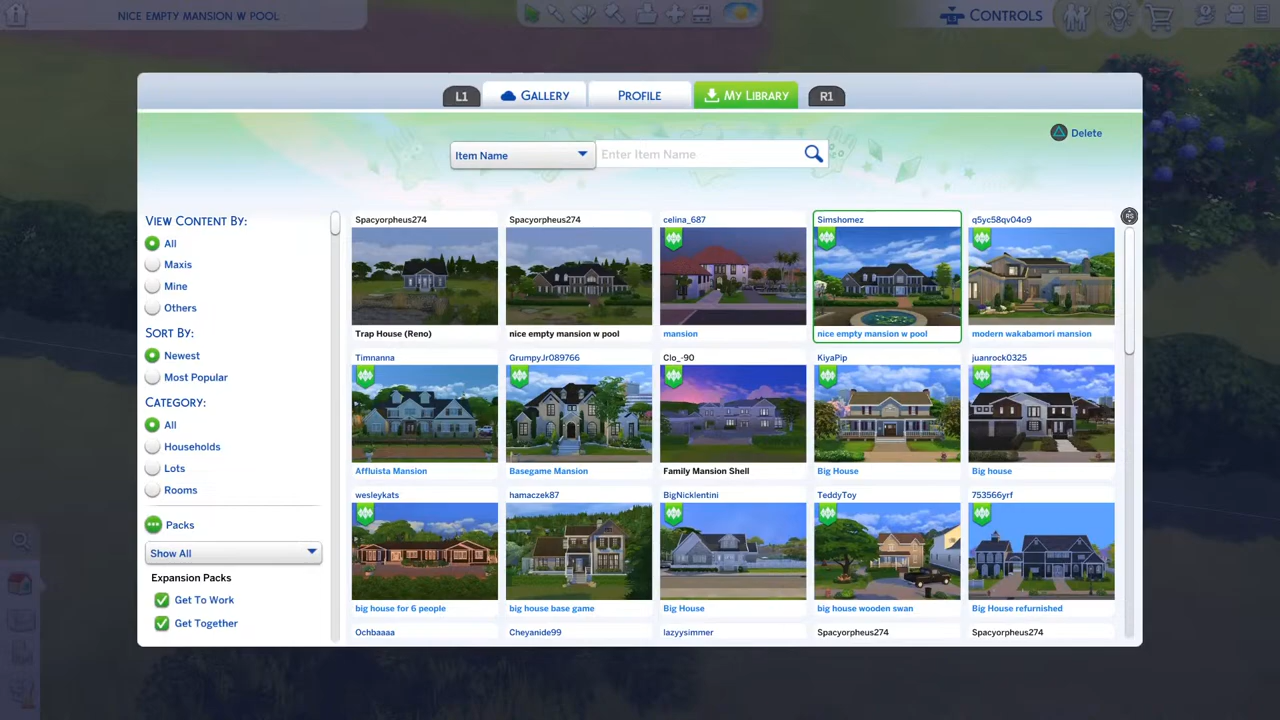 NICE EMPTY MANSION W POOL
CONTROLS
L1
GALLERY
PROFILE
MY LIBRARY
R1
Item Name
Enter Item Name
Delete
VIEW CONTENT BY:
All
Maxis
Mine
Others
SORT BY:
Newest
Most Popular
CATEGORY:
All
Households
Lots
Rooms
Packs
Show All
Expansion Packs
Get To Work
Get Together
Spacyorpheus274
Trap House (Reno)
Spacyorpheus274
nice empty mansion w pool
celina_687
mansion
Simshomez
nice empty mansion w pool
q5yc58qv04o9
modern wakabamori mansion
RS
Timnanna
Affluista Mansion
GrumpyJr089766
Basegame Mansion
Clo_-90
Family Mansion Shell
KiyaPip
Big House
juanrock0325
Big house
wesleykats
big house for 6 people
hamaczek87
big house base game
BigNicklentini
Big House
TeddyToy
big house wooden swan
753566yrf
Big House refurnished
Ochbaaaa
Cheyanide99
lazyysimmer
Spacyorpheus274
Spacyorpheus274